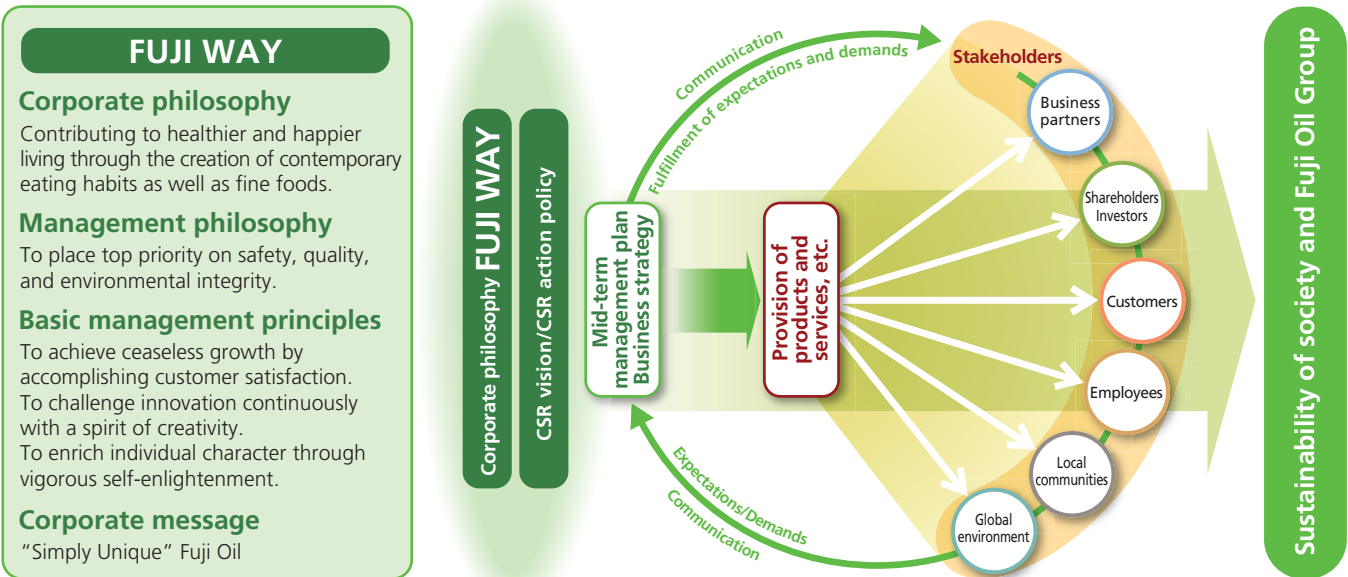 FUJI WAY
Corporate philosophy
Contributing to healthier and happier
living through the creation of contemporary
eating habits as well as fine foods.
Management philosophy
To place top priority on safety, quality,
and environmental integrity.
Basic management principles
To achieve ceaseless growth by
accomplishing customer satisfaction.
To challenge innovation continuously
with a spirit of creativity.
To enrich individual character through
vigorous self-enlightenment.
Corporate message
“Simply Unique” Fuji Oil
Corporate philosophy FUJI WAY
CSR vision/CSR action policy
Mid-term
management plan
Business strategy
Communication
Fulfillment of expectations and demands
Provision of
products and
services, etc.
Stakeholders
Business
partners
Shareholders
Investors
Customers
Employees
Local
communities
Global
environment
Expectations/Demands
Communication
Sustainability of society and Fuji Oil Group